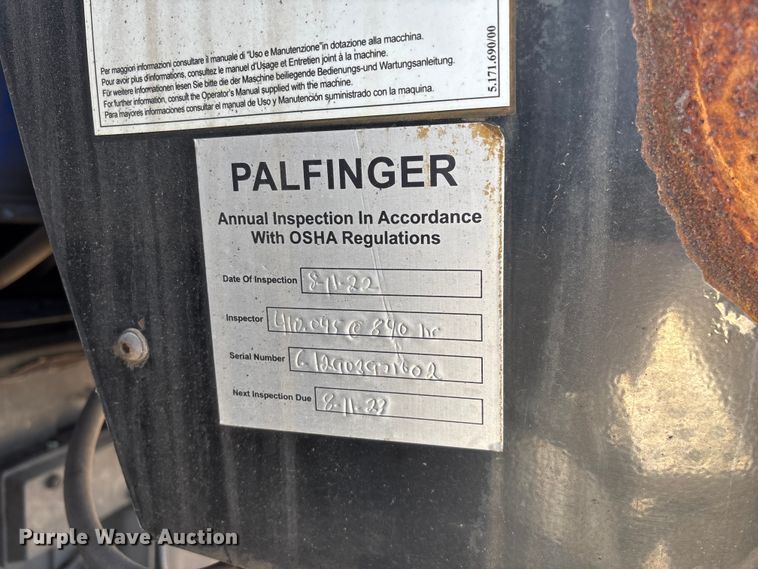 Per maggiori informazioni consultare il manuale di "Uso e Manutenzione"in dotazione alla macchina.
Pour avoir plus d'informations, consultez le manuel d'Usage et Entretien joint à la machine.
Für weitere Informationen lesen Sie bitte die der Maschine beiliegende Bedienungs-und Wartungsanleitung.
For further information, consult the Operator's Manual supplied with the machine.
Para mayores informaciones consultar el manual de Uso y Manutención suministrado con la maquina.
5.171.690/00
PALFINGER
Annual Inspection In Accordance
With OSHA Regulations
Date Of Inspection 8-11-22
Inspector @ 890 hr
Serial Number
Next Inspection Due 8-11-23
Purple Wave Auction